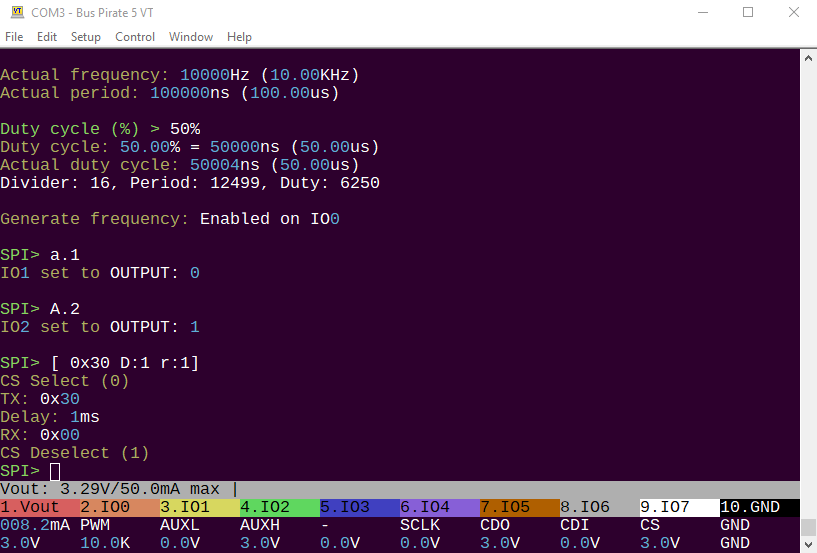 COM3 - Bus Pirate 5 VT
File Edit Setup Control Window Help
Actual frequency: 10000Hz (10.00KHz)
Actual period: 100000ns (100.00us)
Duty cycle (%) > 50%
Duty cycle: 50.00% = 50000ns (50.00us)
Actual duty cycle: 50004ns (50.00us)
Divider: 16, Period: 12499, Duty: 6250
Generate frequency: Enabled on IO0
SPI> a.1
IO1 set to OUTPUT: 0
SPI> A.2
IO2 set to OUTPUT: 1
SPI> [ 0x30 D:1 r:1]
CS Select (0)
TX: 0x30
Delay: 1ms
RX: 0x00
CS Deselect (1)
SPI>
Vout: 3.29V/50.0mA max |
1.Vout 2.IO0 3.IO1 4.IO2 5.IO3 6.IO4 7.IO5 8.IO6 9.IO7 10.GND
008.2mA PWM AUXL AUXH - SCLK CDO CDI CS GND
3.0V 10.0K 0.0V 3.0V 0.0V 0.0V 3.0V 0.0V 3.0V GND